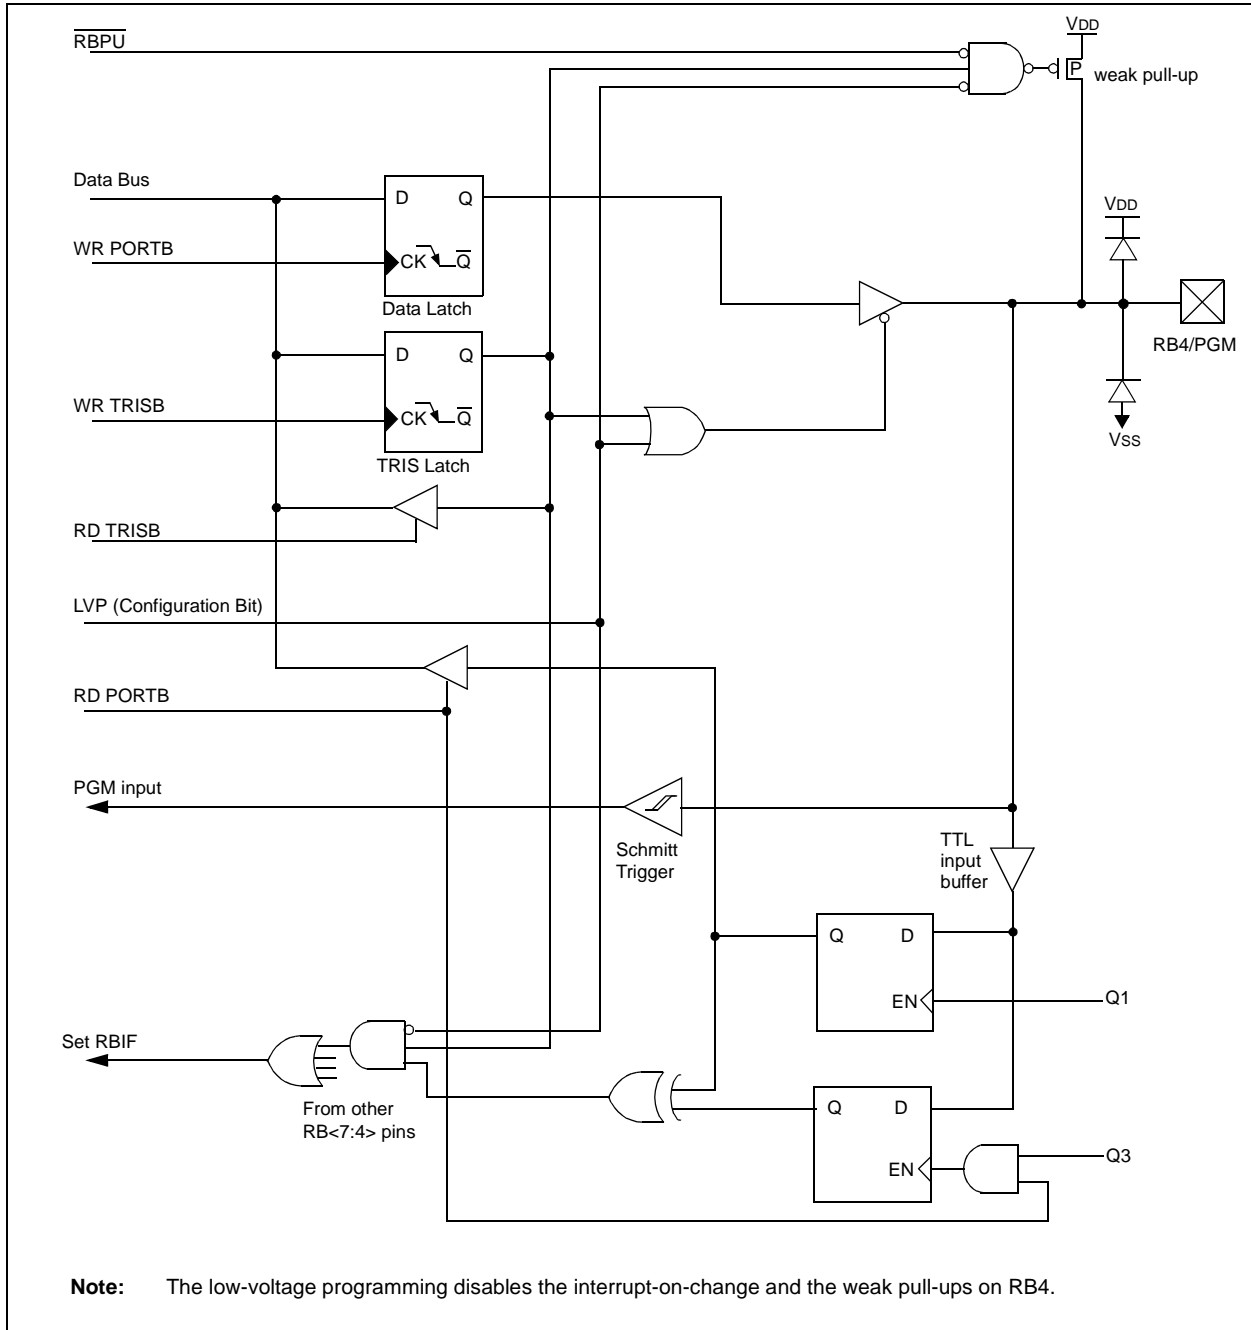 RBPU
VDD
P
weak pull-up
Data Bus
D Q
VDD
WR PORTB
CK Q
Data Latch
RB4/PGM
D Q
WR TRISB
CK Q
VSS
TRIS Latch
RD TRISB
LVP (Configuration Bit)
RD PORTB
PGM input
Schmitt
Trigger
TTL
input
buffer
Q D
EN
Q1
Set RBIF
From other
RB<7:4> pins
Q D
EN
Q3
Note: The low-voltage programming disables the interrupt-on-change and the weak pull-ups on RB4.